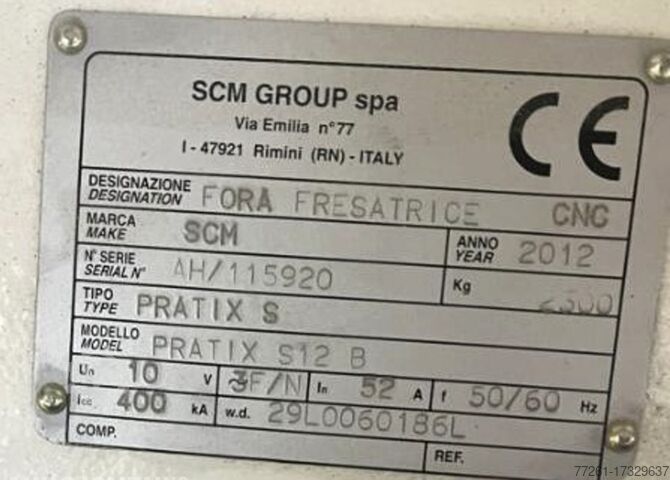 SCM GROUP spa
Via Emilia n°77
I - 47921 Rimini (RN) - ITALY
CE
DESIGNAZIONE
DESIGNATION FORA FRESATRICE CNC
MARCA
MAKE SCM
ANNO
YEAR 2012
N° SERIE
SERIAL N° AH/115920
Kg 2300
TIPO
TYPE PRATIX S
MODELLO
MODEL PRATIX S12 B
Un 10 V 3F/N In 52 A f 50/60 Hz
Icc 400 kA w.d. 29L0060186L
COMP.
REF.
77261-17329637